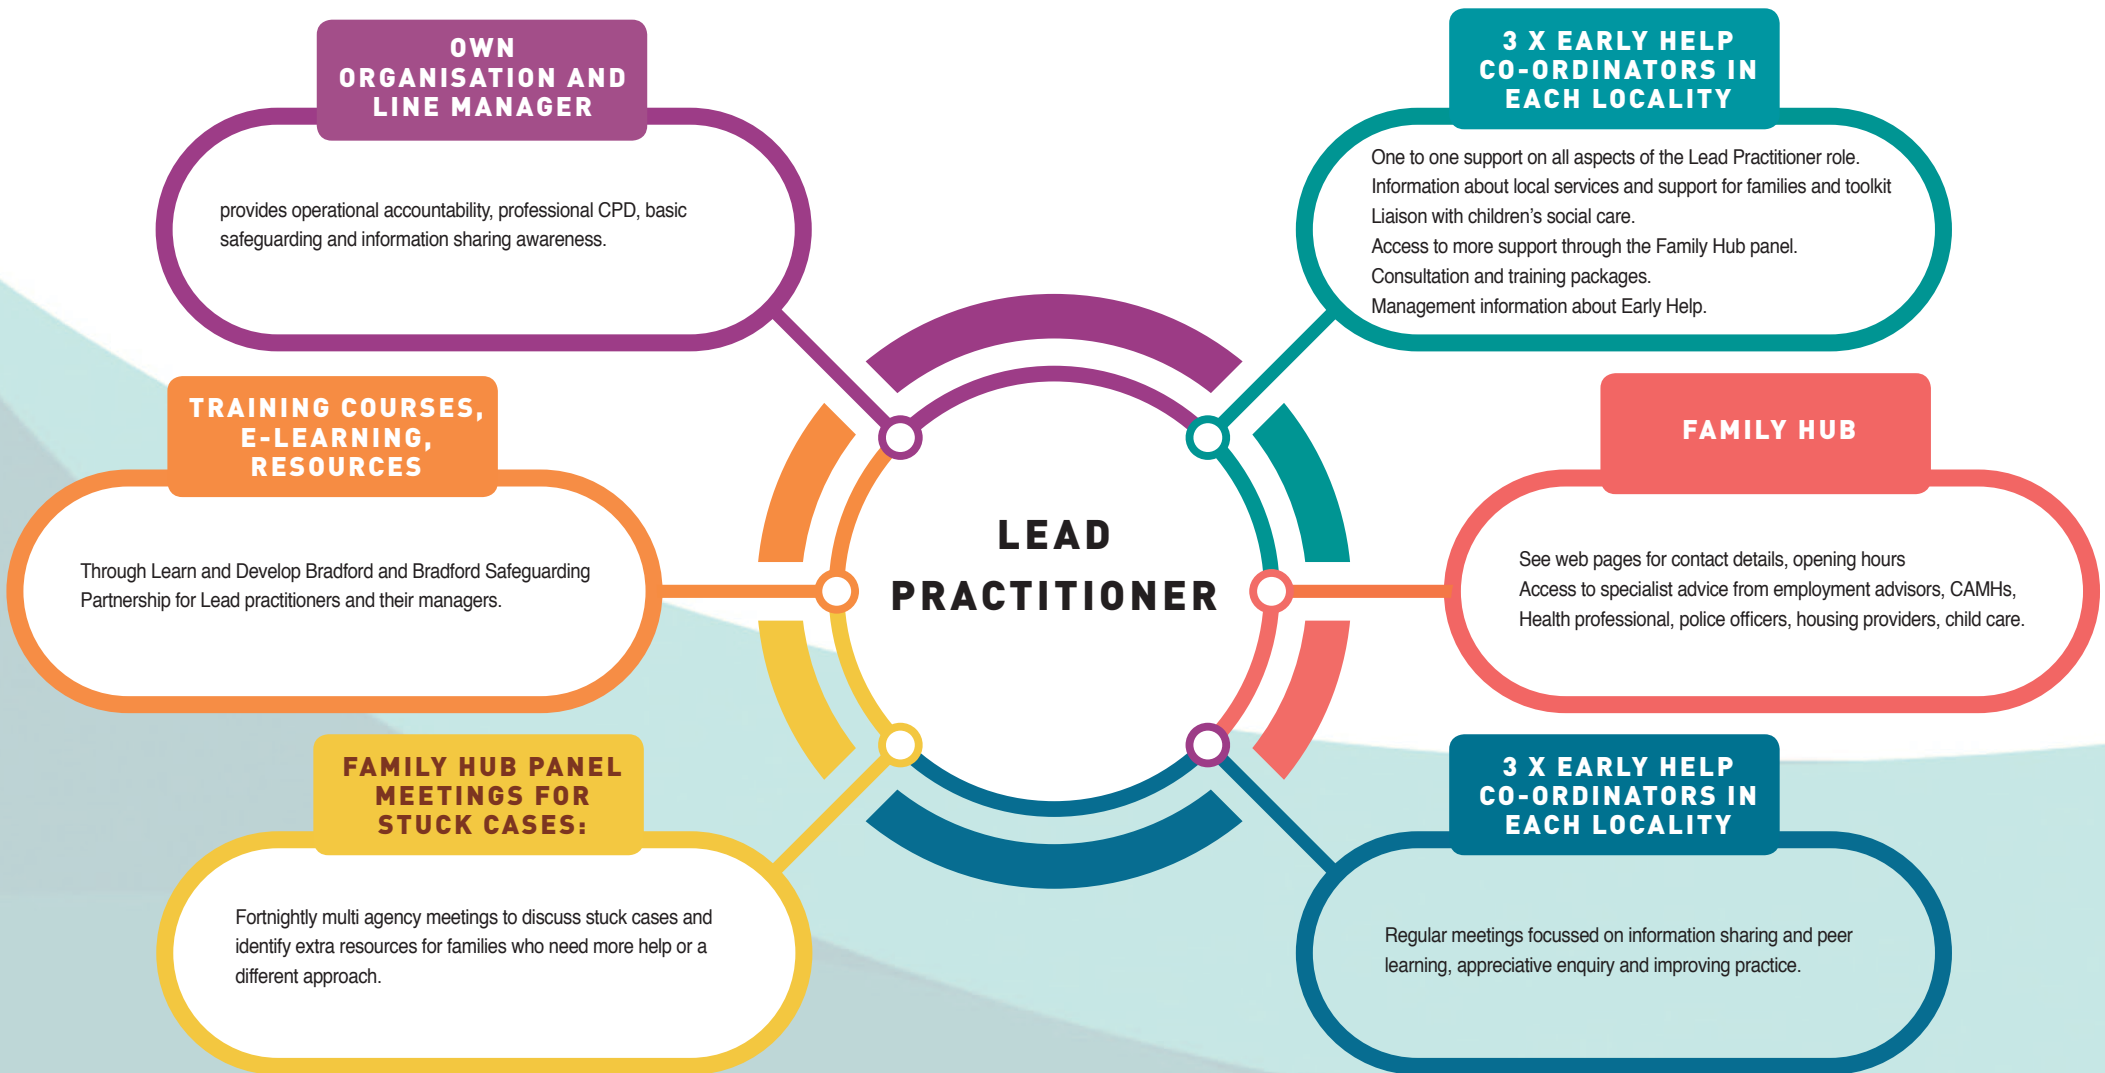 OWN
ORGANISATION AND
LINE MANAGER
provides operational accountability, professional CPD, basic
safeguarding and information sharing awareness.
3 X EARLY HELP
CO-ORDINATORS IN
EACH LOCALITY
One to one support on all aspects of the Lead Practitioner role.
Information about local services and support for families and toolkit
Liaison with children’s social care.
Access to more support through the Family Hub panel.
Consultation and training packages.
Management information about Early Help.
TRAINING COURSES,
E-LEARNING,
RESOURCES
Through Learn and Develop Bradford and Bradford Safeguarding
Partnership for Lead practitioners and their managers.
LEAD
PRACTITIONER
FAMILY HUB
See web pages for contact details, opening hours
Access to specialist advice from employment advisors, CAMHs,
Health professional, police officers, housing providers, child care.
FAMILY HUB PANEL
MEETINGS FOR
STUCK CASES:
Fortnightly multi agency meetings to discuss stuck cases and
identify extra resources for families who need more help or a
different approach.
3 X EARLY HELP
CO-ORDINATORS IN
EACH LOCALITY
Regular meetings focussed on information sharing and peer
learning, appreciative enquiry and improving practice.